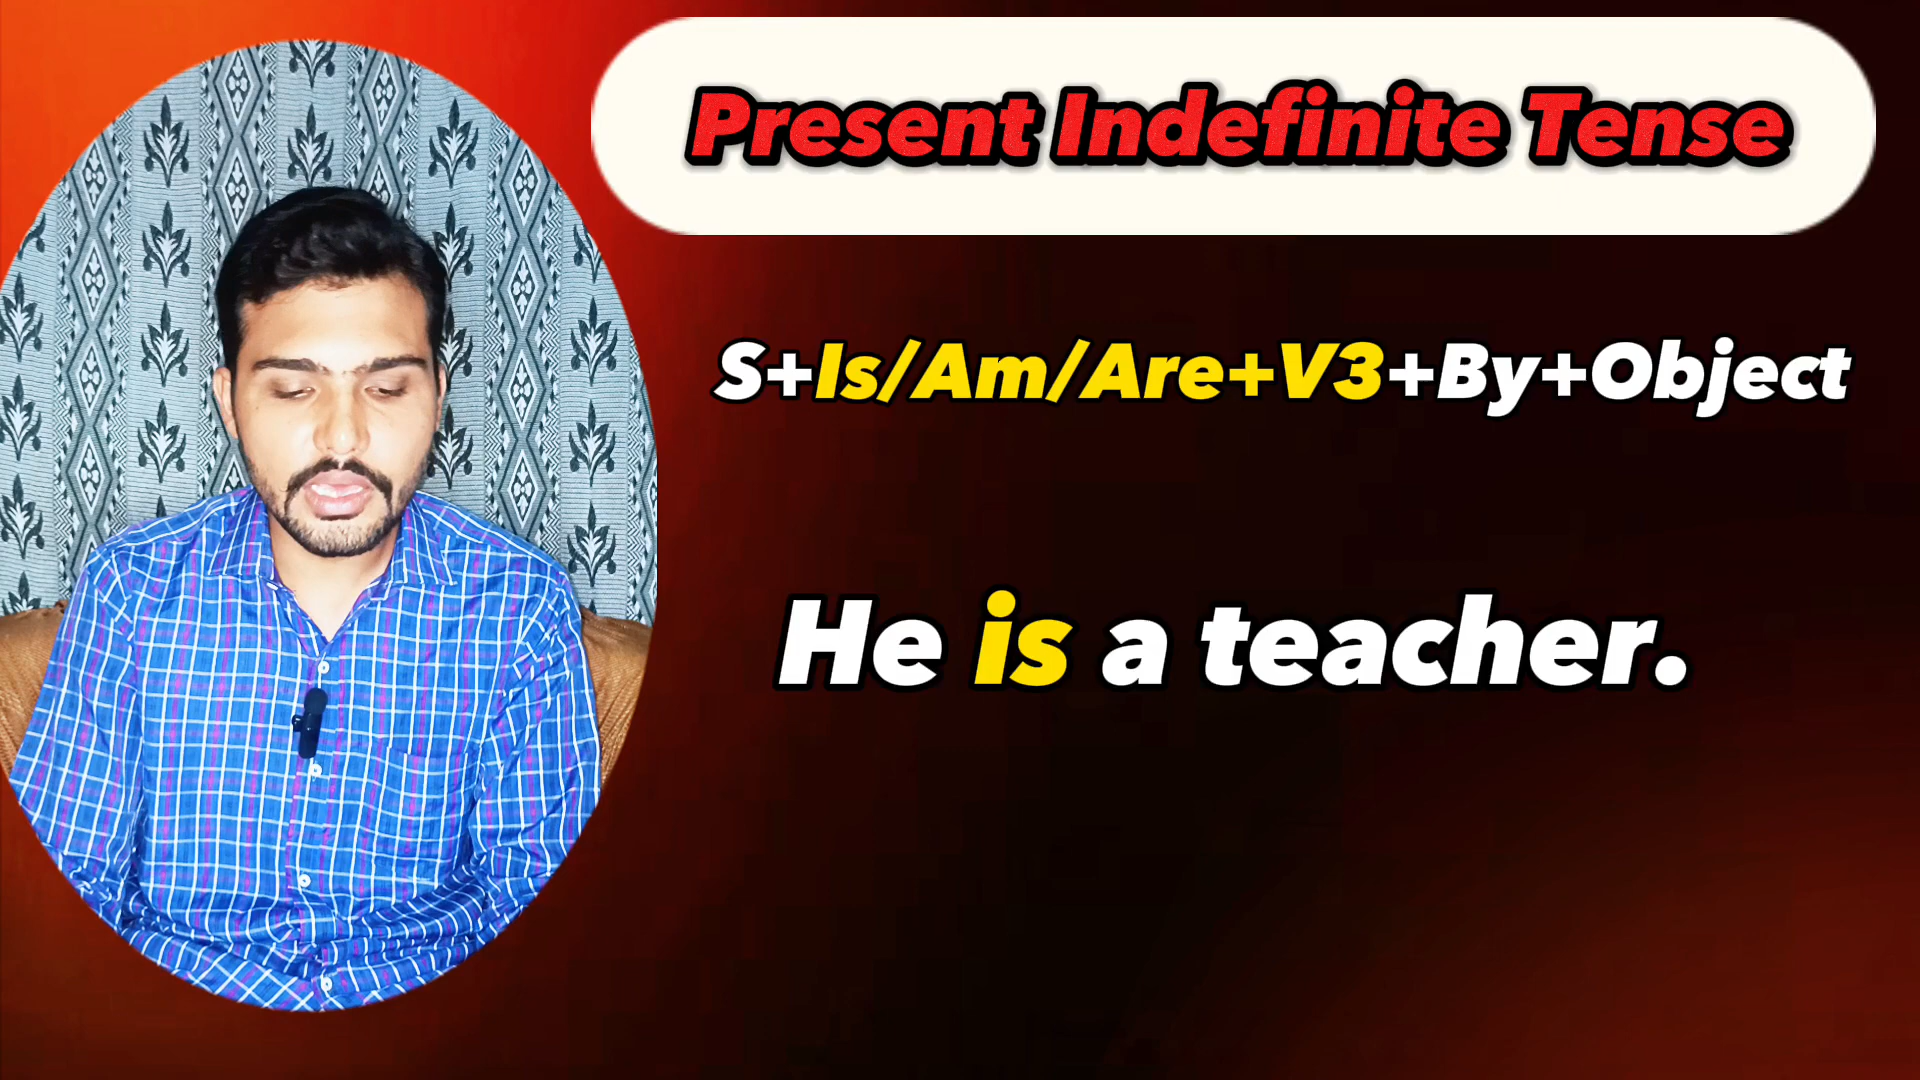 Present Indefinite Tense
S+Is/Am/Are+V3+By+Object
He is a teacher.